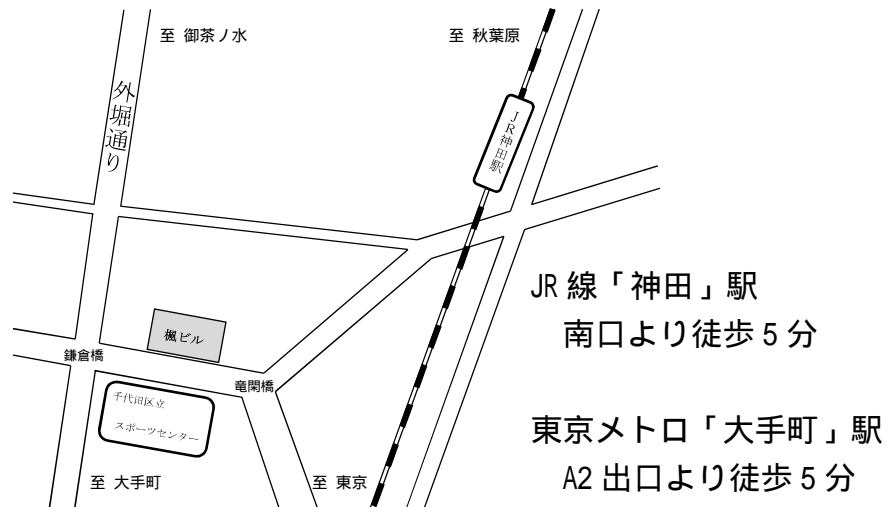 至 御茶ノ水
至 秋葉原
外堀通り
JR神田駅
JR線「神田」駅
南口より徒歩5分
楓ビル
鎌倉橋
竜閑橋
千代田区立
スポーツセンター
東京メトロ「大手町」駅
A2出口より徒歩5分
至 大手町
至 東京